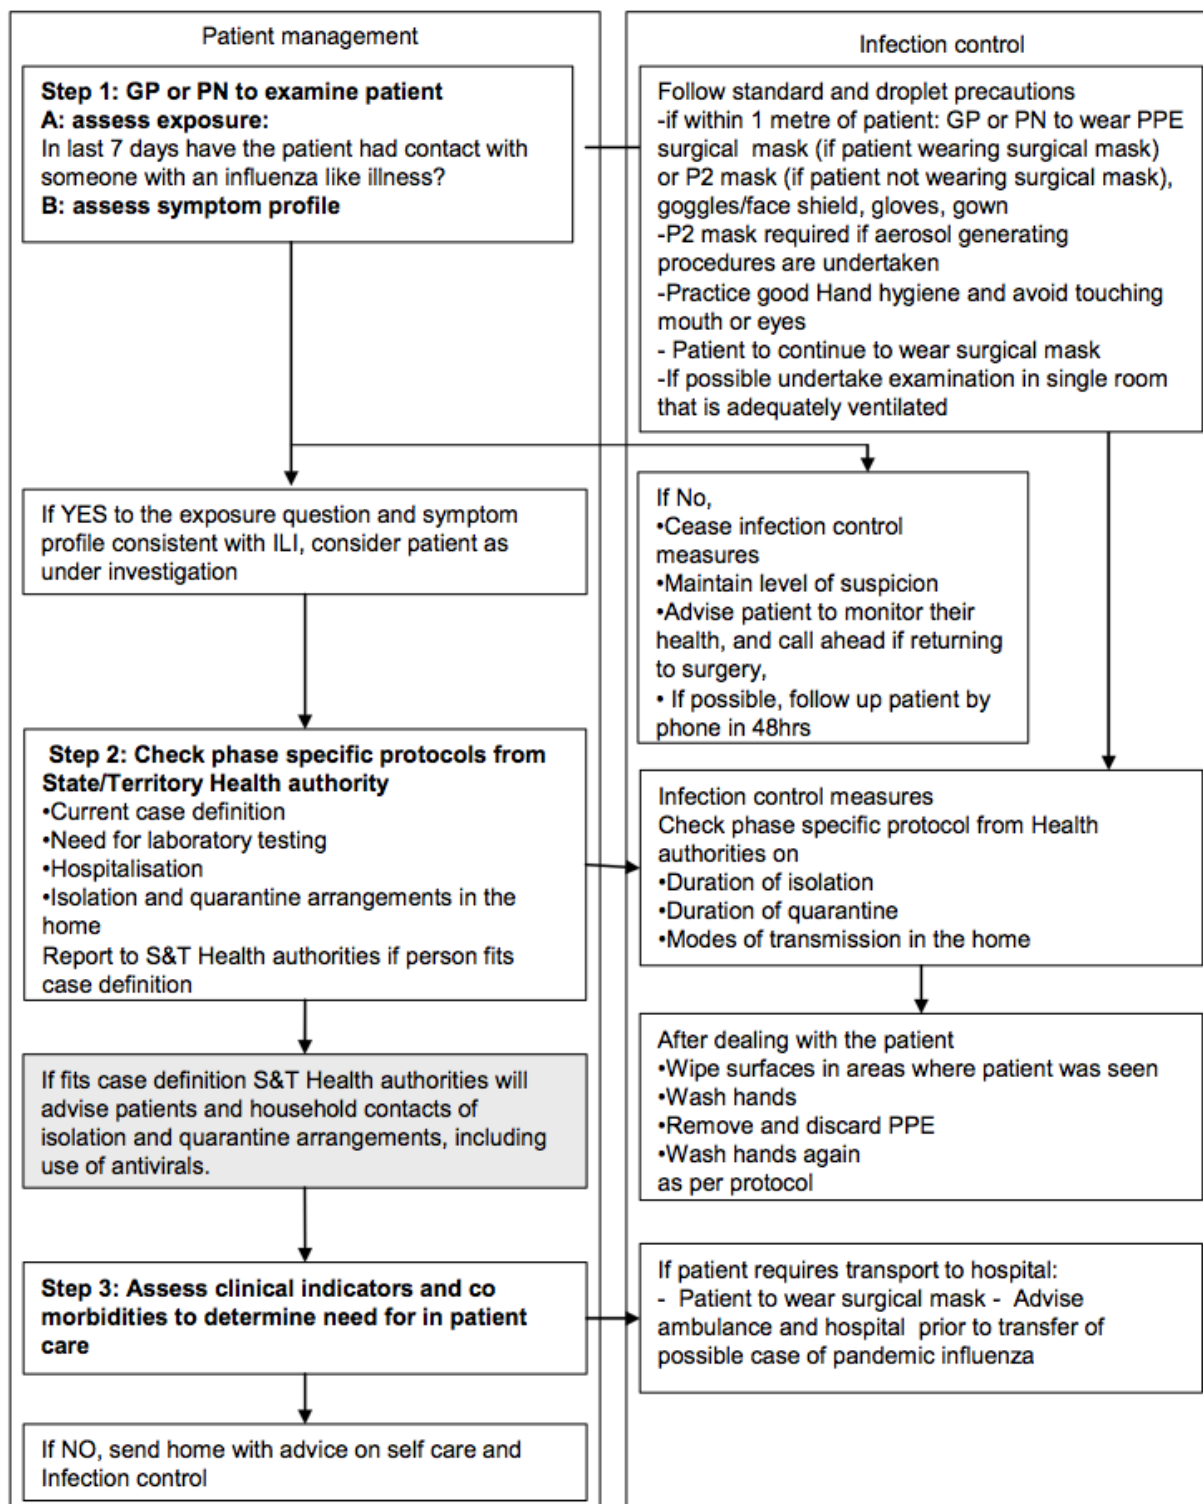 Patient management
Step 1: GP or PN to examine patient
A: assess exposure:
In last 7 days have the patient had contact with
someone with an influenza like illness?
B: assess symptom profile
If YES to the exposure question and symptom
profile consistent with ILI, consider patient as
under investigation
Step 2: Check phase specific protocols from
State/Territory Health authority
•Current case definition
•Need for laboratory testing
•Hospitalisation
•Isolation and quarantine arrangements in the
home
Report to S&T Health authorities if person fits
case definition
If fits case definition S&T Health authorities will
advise patients and household contacts of
isolation and quarantine arrangements, including
use of antivirals.
Step 3: Assess clinical indicators and co
morbidities to determine need for in patient
care
If NO, send home with advice on self care and
Infection control
Infection control
Follow standard and droplet precautions
-if within 1 metre of patient: GP or PN to wear PPE
surgical mask (if patient wearing surgical mask)
or P2 mask (if patient not wearing surgical mask),
goggles/face shield, gloves, gown
-P2 mask required if aerosol generating
procedures are undertaken
-Practice good Hand hygiene and avoid touching
mouth or eyes
- Patient to continue to wear surgical mask
-If possible undertake examination in single room
that is adequately ventilated
If No,
•Cease infection control
measures
•Maintain level of suspicion
•Advise patient to monitor their
health, and call ahead if returning
to surgery,
• If possible, follow up patient by
phone in 48hrs
Infection control measures
Check phase specific protocol from Health
authorities on
•Duration of isolation
•Duration of quarantine
•Modes of transmission in the home
After dealing with the patient
•Wipe surfaces in areas where patient was seen
•Wash hands
•Remove and discard PPE
•Wash hands again
as per protocol
If patient requires transport to hospital:
- Patient to wear surgical mask - Advise
ambulance and hospital prior to transfer of
possible case of pandemic influenza